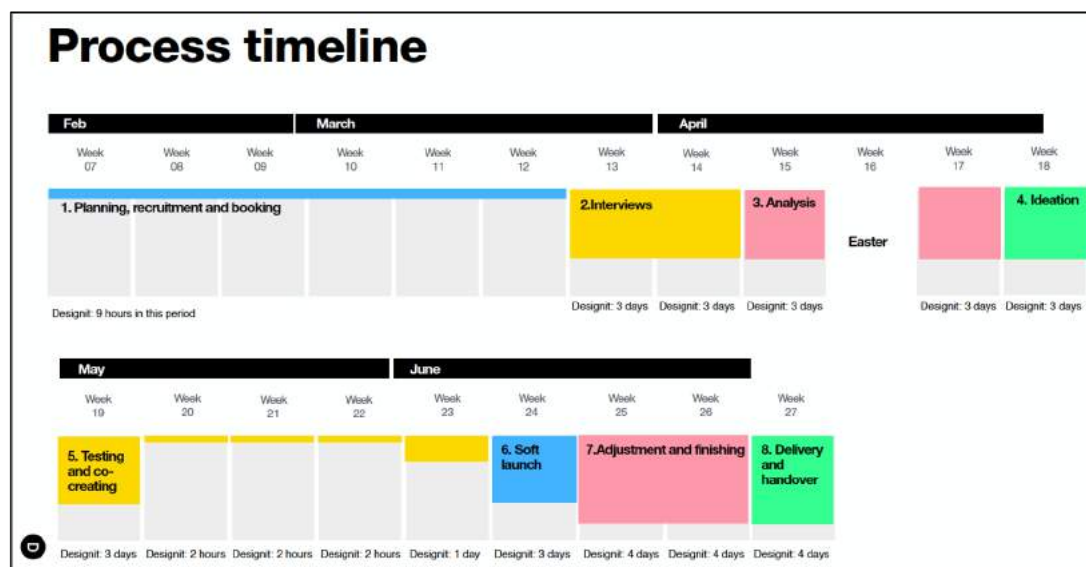 Process timeline
Feb March April
Week 07 Week 08 Week 09 Week 10 Week 11 Week 12 Week 13 Week 14 Week 15 Week 16 Week 17 Week 18
1. Planning, recruitment and booking
2.Interviews
3. Analysis
Easter
4. Ideation
Designit: 9 hours in this period
Designit: 3 days Designit: 3 days Designit: 3 days Designit: 3 days Designit: 3 days
May June
Week 19 Week 20 Week 21 Week 22 Week 23 Week 24 Week 25 Week 26 Week 27
5. Testing
and co-
creating
6. Soft
launch
7.Adjustment and finishing
8. Delivery
and
handover
Designit: 3 days Designit: 2 hours Designit: 2 hours Designit: 2 hours Designit: 1 day Designit: 3 days Designit: 4 days Designit: 4 days Designit: 4 days
D